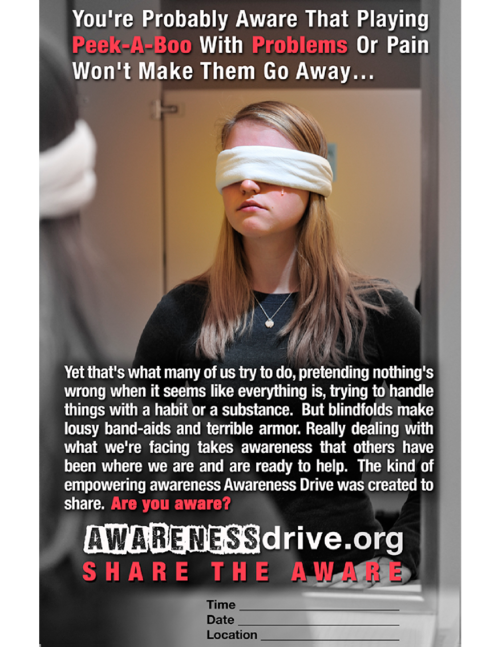 You're Probably Aware That Playing
Peek-A-Boo With Problems Or Pain
Won't Make Them Go Away...
Yet that's what many of us try to do, pretending nothing's
wrong when it seems like everything is, trying to handle
things with a habit or a substance. But blindfolds make
lousy band-aids and terrible armor. Really dealing with
what we're facing takes awareness that others have
been where we are and are ready to help. The kind of
empowering awareness Awareness Drive was created to
share. Are you aware?
AWARENESSdrive.org
SHARE THE AWARE
Time
Date
Location